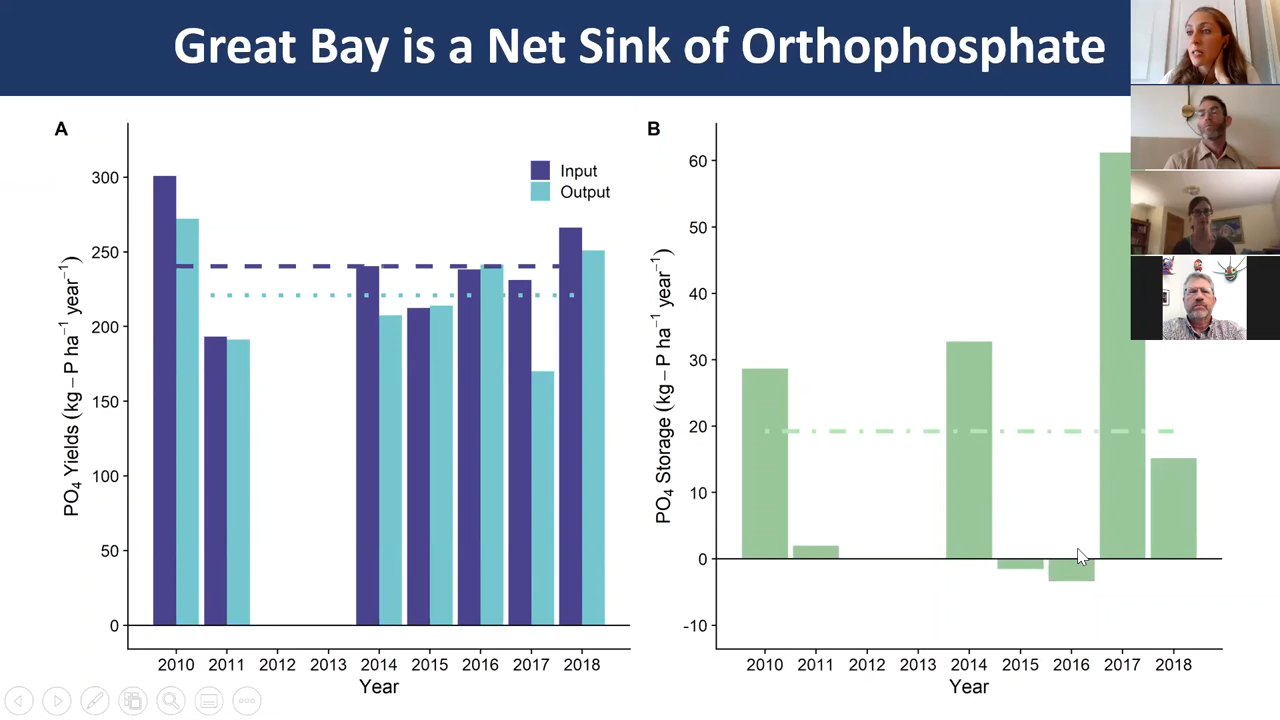 Great Bay is a Net Sink of Orthophosphate
A
Input
Output
PO₄ Yields (kg – P ha⁻¹ year⁻¹)
300
250
200
150
100
50
0
2010 2011 2012 2013 2014 2015 2016 2017 2018
Year
B
PO₄ Storage (kg – P ha⁻¹ year⁻¹)
60
50
40
30
20
10
0
-10
2010 2011 2012 2013 2014 2015 2016 2017 2018
Year